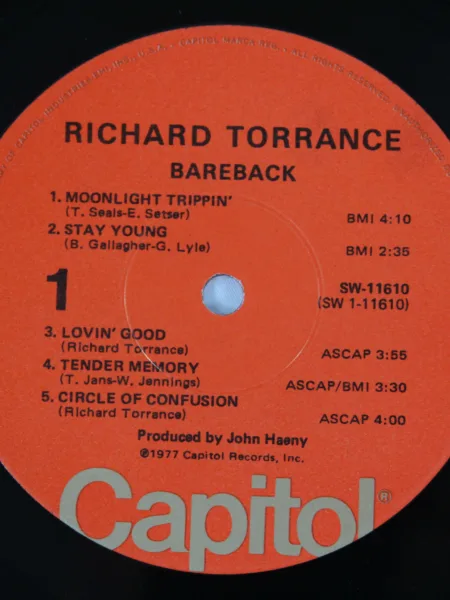 RICHARD TORRANCE
BAREBACK
1. MOONLIGHT TRIPPIN'
(T. Seals-E. Setser)
BMI 4:10
2. STAY YOUNG
(B. Gallagher-G. Lyle)
BMI 2:35
1
SW-11610
(SW 1-11610)
3. LOVIN' GOOD
(Richard Torrance)
ASCAP 3:55
4. TENDER MEMORY
(T. Jans-W. Jennings)
ASCAP/BMI 3:30
5. CIRCLE OF CONFUSION
(Richard Torrance)
ASCAP 4:00
Produced by John Haeny
℗1977 Capitol Records, Inc.
Capitol®